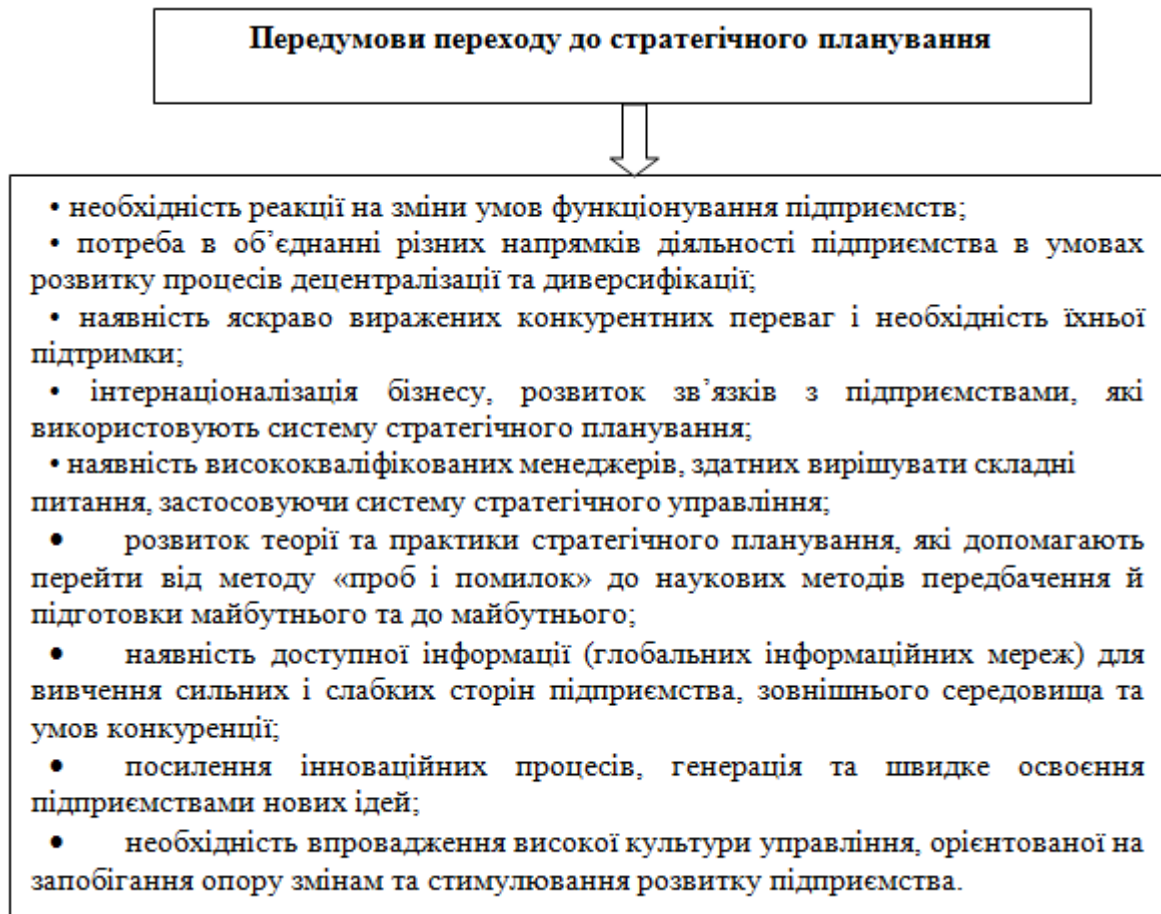 Передумови переходу до стратегічного планування
• необхідність реакції на зміни умов функціонування підприємств;
• потреба в об’єднанні різних напрямків діяльності підприємства в умовах
розвитку процесів децентралізації та диверсифікації;
• наявність яскраво виражених конкурентних переваг і необхідність їхньої
підтримки;
• інтернаціоналізація бізнесу, розвиток зв’язків з підприємствами, які
використовують систему стратегічного планування;
• наявність висококваліфікованих менеджерів, здатних вирішувати складні
питання, застосовуючи систему стратегічного управління;
• розвиток теорії та практики стратегічного планування, які допомагають
перейти від методу «проб і помилок» до наукових методів передбачення й
підготовки майбутнього та до майбутнього;
• наявність доступної інформації (глобальних інформаційних мереж) для
вивчення сильних і слабких сторін підприємства, зовнішнього середовища та
умов конкуренції;
• посилення інноваційних процесів, генерація та швидке освоєння
підприємствами нових ідей;
• необхідність впровадження високої культури управління, орієнтованої на
запобігання опору змінам та стимулювання розвитку підприємства.